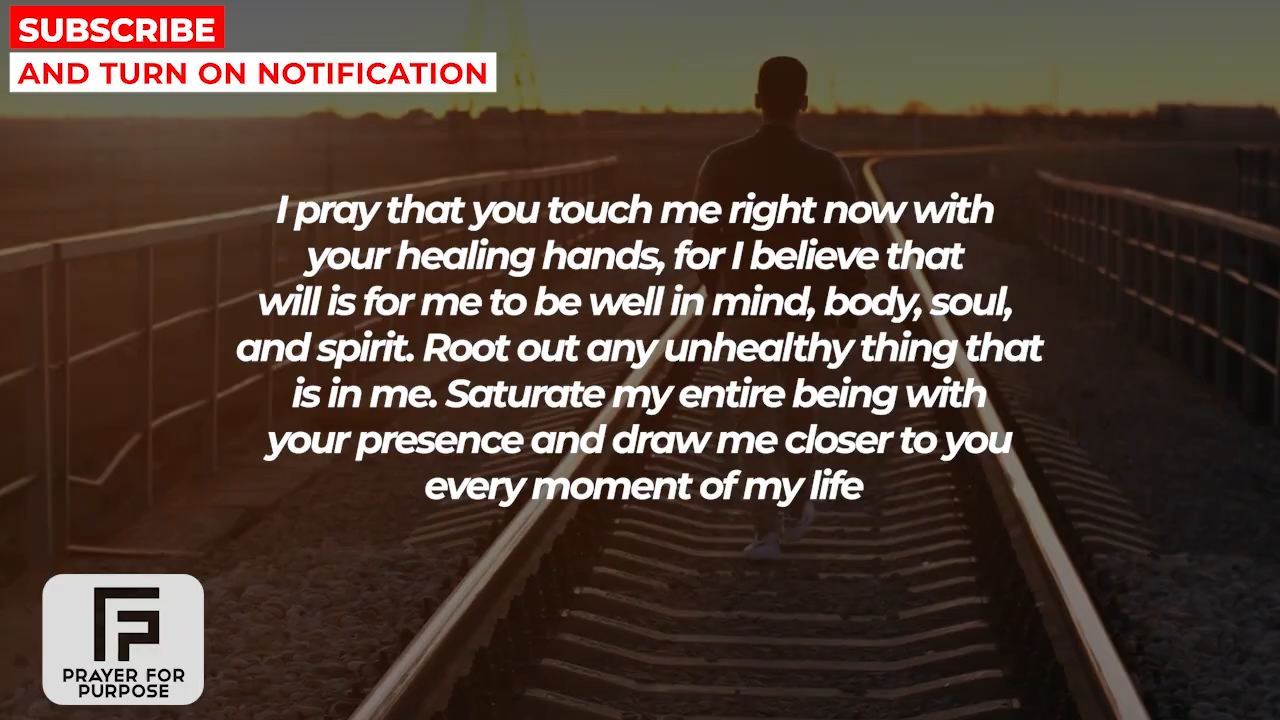 SUBSCRIBE
AND TURN ON NOTIFICATION
I pray that you touch me right now with
your healing hands, for I believe that
will is for me to be well in mind, body, soul,
and spirit. Root out any unhealthy thing that
is in me. Saturate my entire being with
your presence and draw me closer to you
every moment of my life
PRAYER FOR
PURPOSE